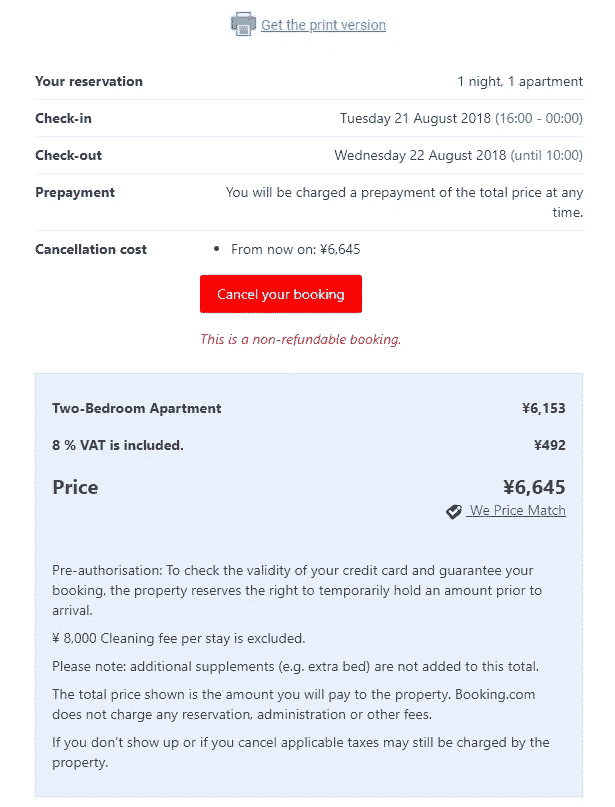 Get the print version
Your reservation 1 night, 1 apartment
Check-in Tuesday 21 August 2018 (16:00 - 00:00)
Check-out Wednesday 22 August 2018 (until 10:00)
Prepayment You will be charged a prepayment of the total price at any
time.
Cancellation cost • From now on: ¥6,645
Cancel your booking
This is a non-refundable booking.
Two-Bedroom Apartment ¥6,153
8 % VAT is included. ¥492
Price ¥6,645
We Price Match
Pre-authorisation: To check the validity of your credit card and guarantee your
booking, the property reserves the right to temporarily hold an amount prior to
arrival.
¥ 8,000 Cleaning fee per stay is excluded.
Please note: additional supplements (e.g. extra bed) are not added to this total.
The total price shown is the amount you will pay to the property. Booking.com
does not charge any reservation, administration or other fees.
If you don't show up or if you cancel applicable taxes may still be charged by the
property.